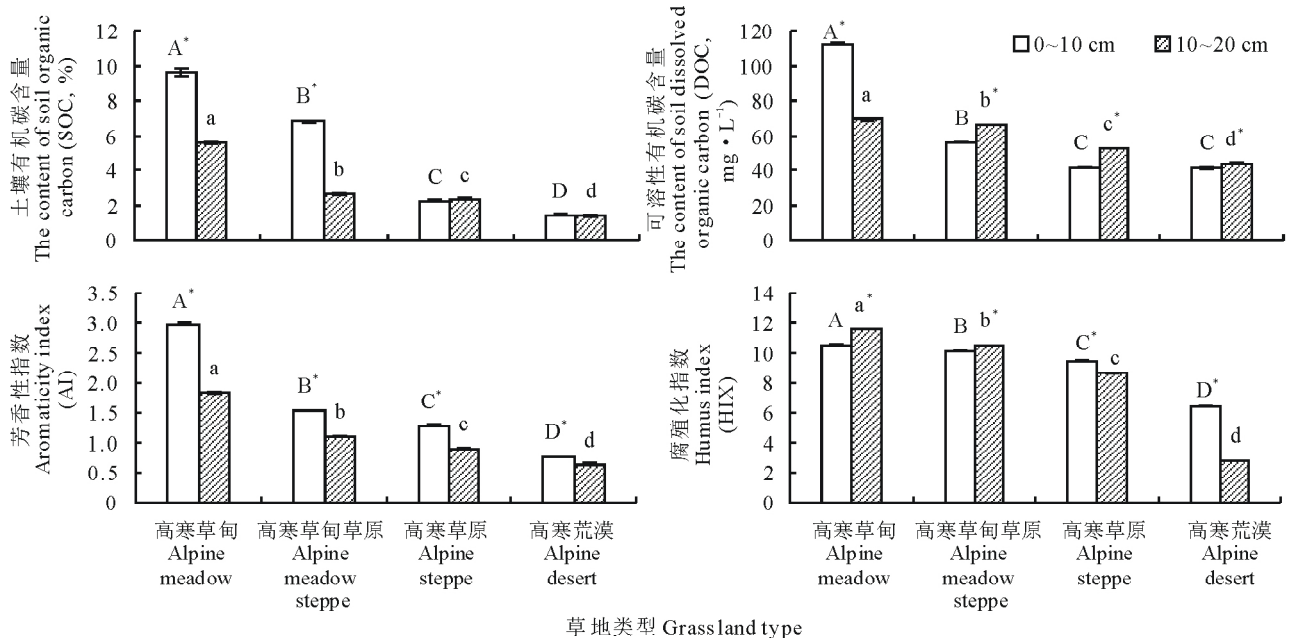 土壤有机碳含量
The content of soil organic
carbon (SOC, %)
12
10
8
6
4
2
0
A*
a
B*
b
C
c
D
d
可溶性有机碳含量
The content of soil dissolved
organic carbon (DOC,
mg·L⁻¹)
120
100
80
60
40
20
0
A*
a
B
b*
C
c*
C
d*
0~10 cm
10~20 cm
芳香性指数
Aromaticity index
(AI)
3.5
3.0
2.5
2.0
1.5
1.0
0.5
0
A*
a
B*
b
C*
c
D*
d
高寒草甸 高寒草甸草原 高寒草原 高寒荒漠
Alpine Alpine Alpine Alpine
meadow meadow steppe desert
steppe
腐殖化指数
Humus index
(HIX)
14
12
10
8
6
4
2
0
A
a*
B
b*
C*
c
D*
d
高寒草甸 高寒草甸草原 高寒草原 高寒荒漠
Alpine Alpine Alpine Alpine
meadow meadow steppe desert
steppe
草地类型 Grassland type